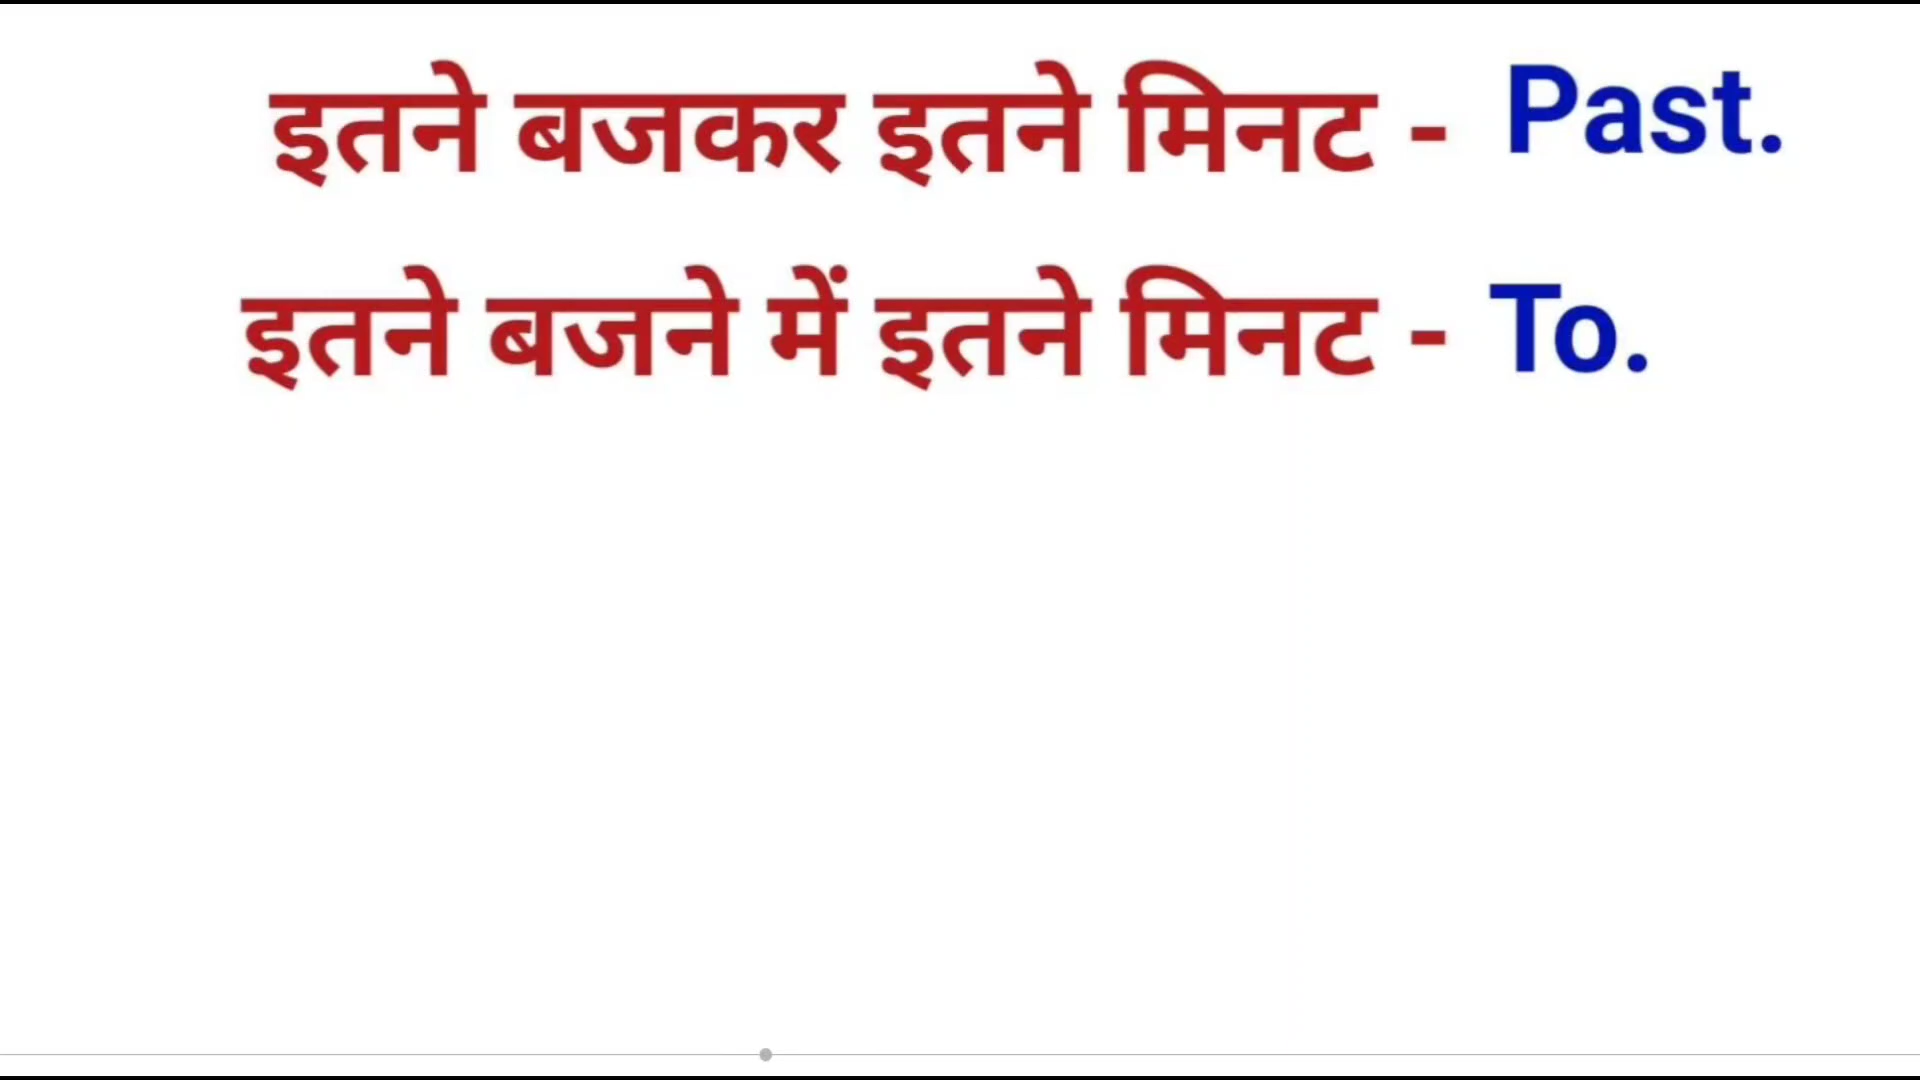 इतने बजकर इतने मिनट - Past.
इतने बजने में इतने मिनट - To.